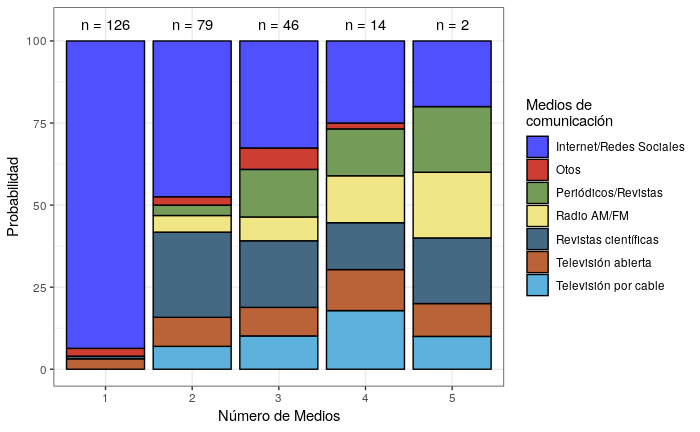 n = 126
n = 79
n = 46
n = 14
n = 2
100
75
50
25
0
Probabilidad
1
2
3
4
5
Número de Medios
Medios de
comunicación
Internet/Redes Sociales
Otos
Periódicos/Revistas
Radio AM/FM
Revistas científicas
Televisión abierta
Televisión por cable